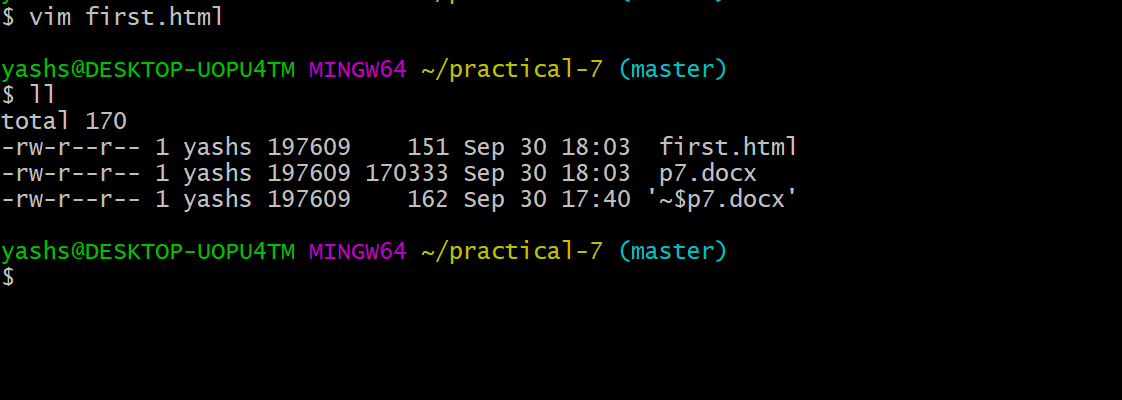 $ vim first.html
yashs@DESKTOP-UOPU4TM MINGW64 ~/practical-7 (master)
$ ll
total 170
-rw-r--r-- 1 yashs 197609    151 Sep 30 18:03  first.html
-rw-r--r-- 1 yashs 197609 170333 Sep 30 18:03  p7.docx
-rw-r--r-- 1 yashs 197609    162 Sep 30 17:40 '~$p7.docx'
yashs@DESKTOP-UOPU4TM MINGW64 ~/practical-7 (master)
$